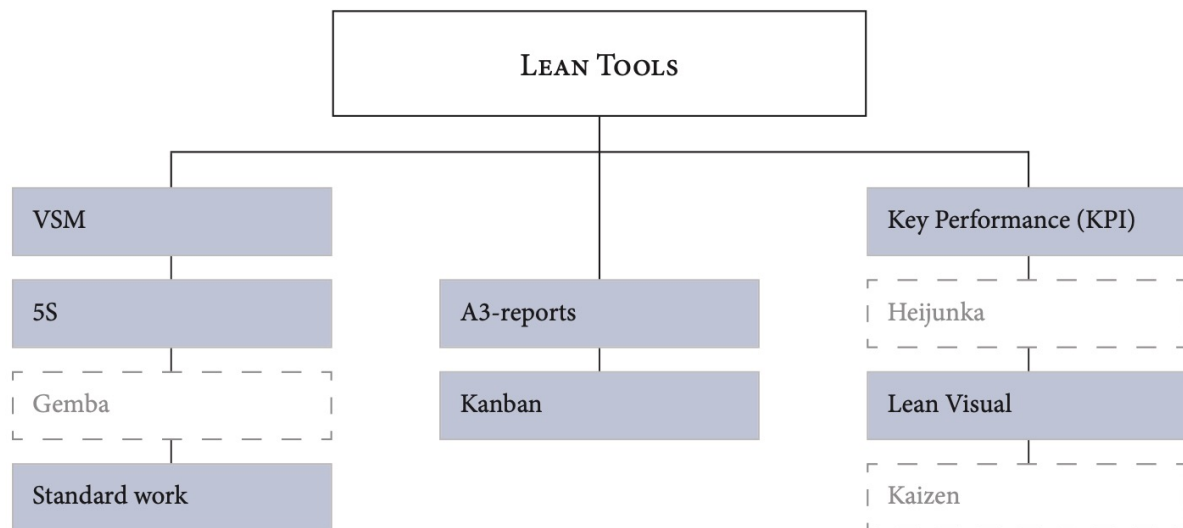 LEAN TOOLS
VSM
5S
Gemba
Standard work
A3-reports
Kanban
Key Performance (KPI)
Heijunka
Lean Visual
Kaizen